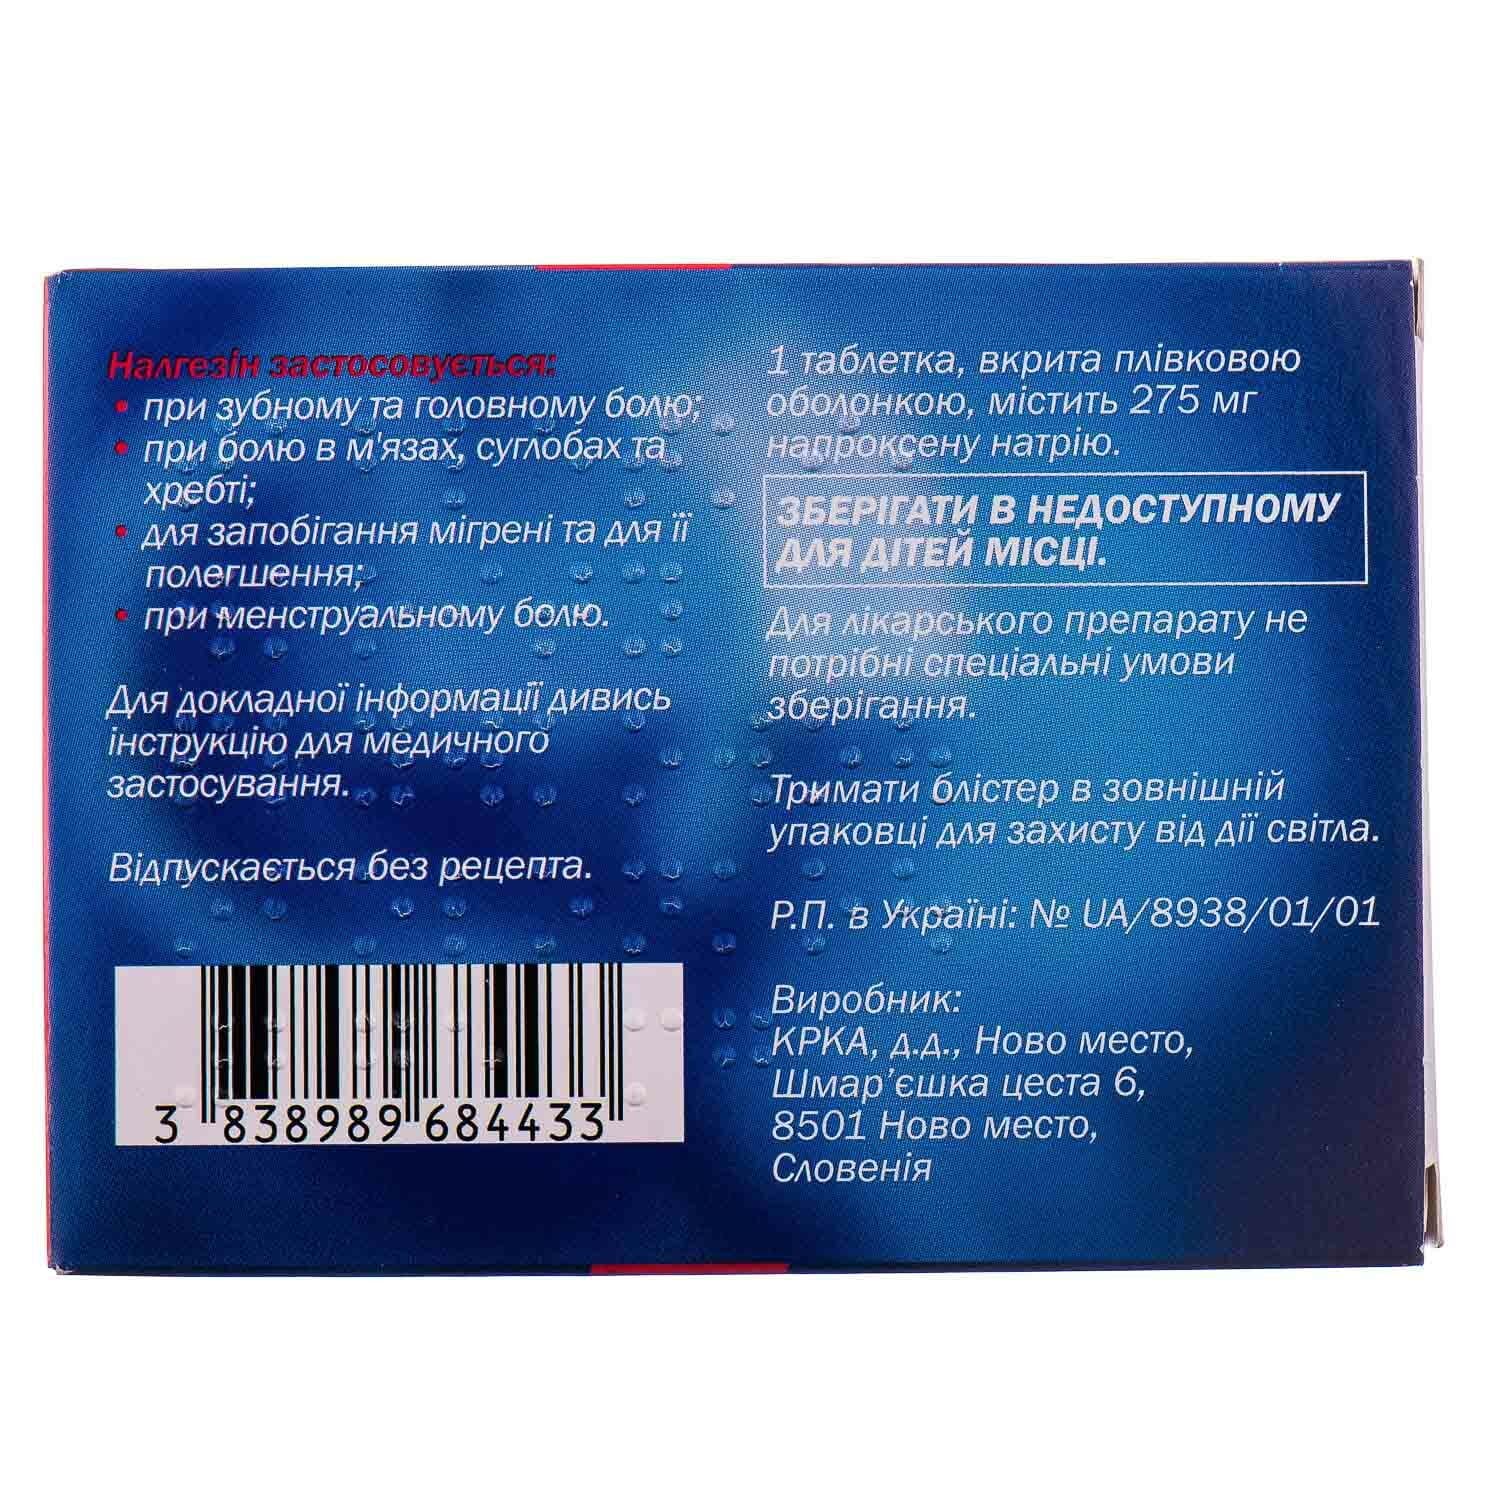 Налгезін застосовується:
• при зубному та головному болю;
• при болю в м'язах, суглобах та
хребті;
• для запобігання мігрені та для її
полегшення;
• при менструальному болю.
Для докладної інформації дивись
інструкцію для медичного
застосування.
Відпускається без рецепта.
3 838989 684433
1 таблетка, вкрита плівковою
оболонкою, містить 275 мг
напроксену натрію.
ЗБЕРІГАТИ В НЕДОСТУПНОМУ
ДЛЯ ДІТЕЙ МІСЦІ.
Для лікарського препарату не
потрібні спеціальні умови
зберігання.
Тримати блістер в зовнішній
упаковці для захисту від дії світла.
Р.П. в Україні: № UA/8938/01/01
Виробник:
КРКА, д.д., Ново место,
Шмар’єшка цеста 6,
8501 Ново место,
Словенія